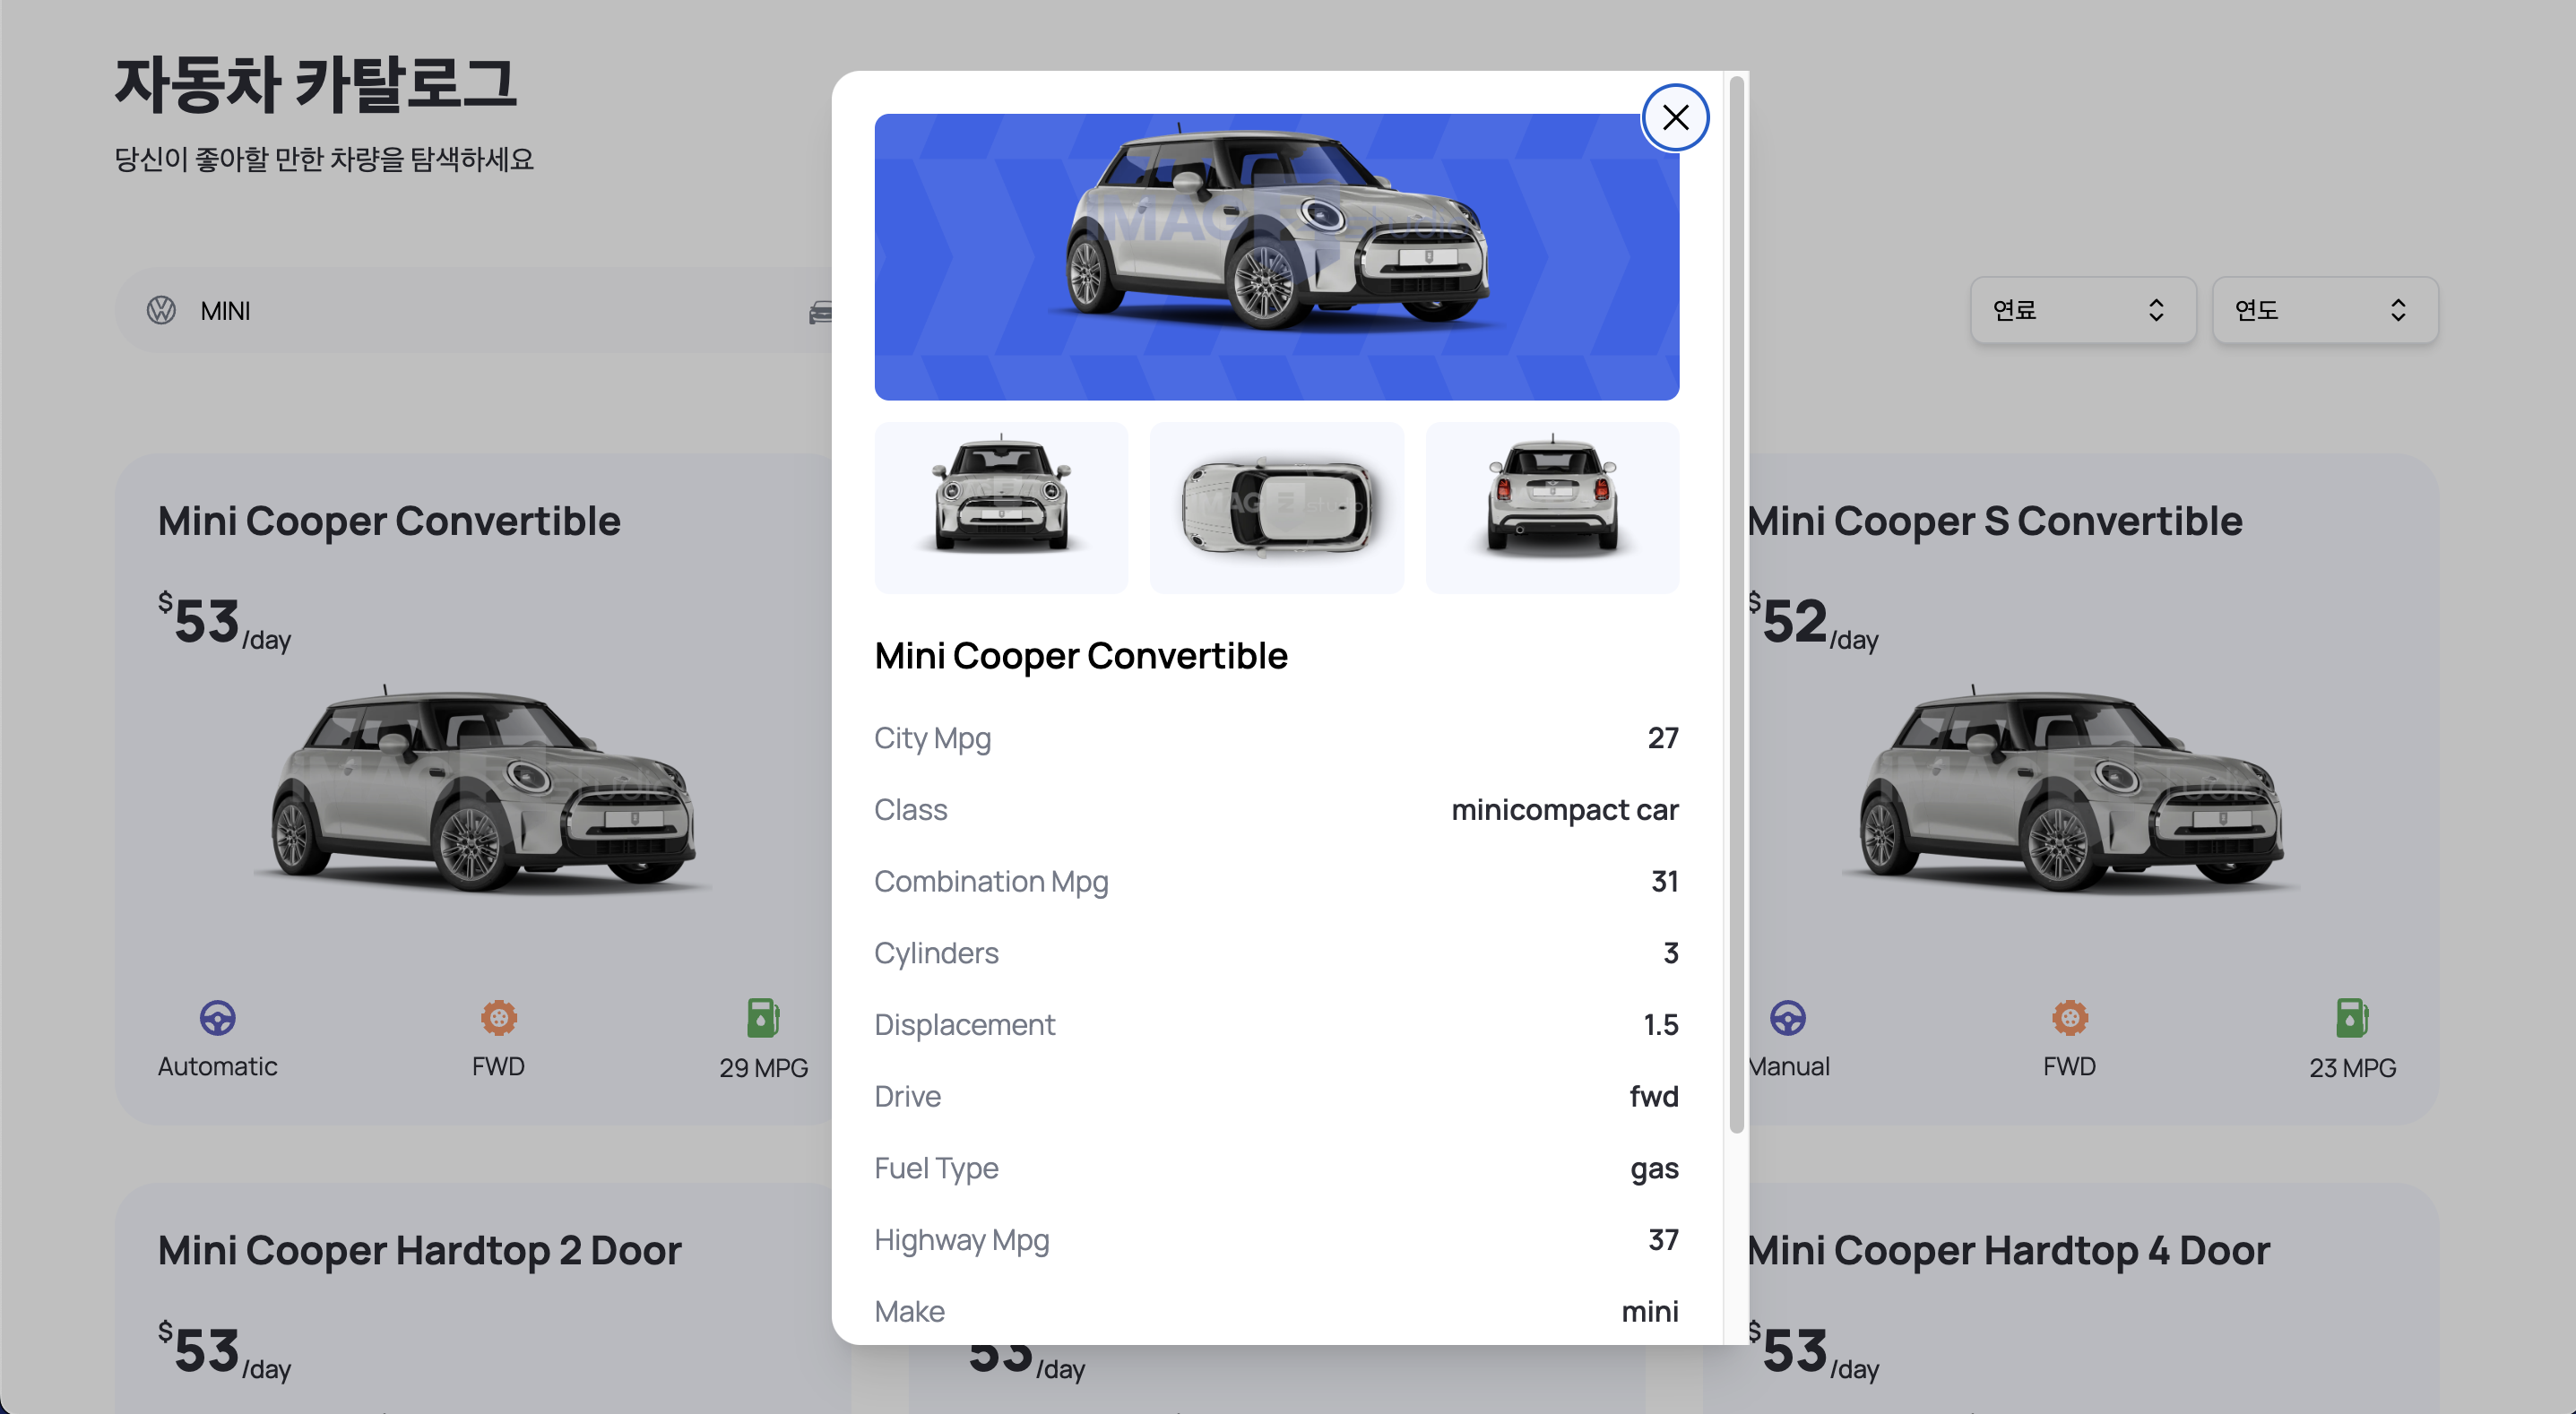 자동차 카탈로그
당신이 좋아할 만한 차량을 탐색하세요
MINI
연료
연도
Mini Cooper Convertible
$53/day
Automatic
FWD
29 MPG
Mini Cooper Convertible
City Mpg 27
Class minicompact car
Combination Mpg 31
Cylinders 3
Displacement 1.5
Drive fwd
Fuel Type gas
Highway Mpg 37
Make mini
Mini Cooper S Convertible
$52/day
Manual
FWD
23 MPG
Mini Cooper Hardtop 2 Door
$53/day
53/day
Mini Cooper Hardtop 4 Door
$53/day